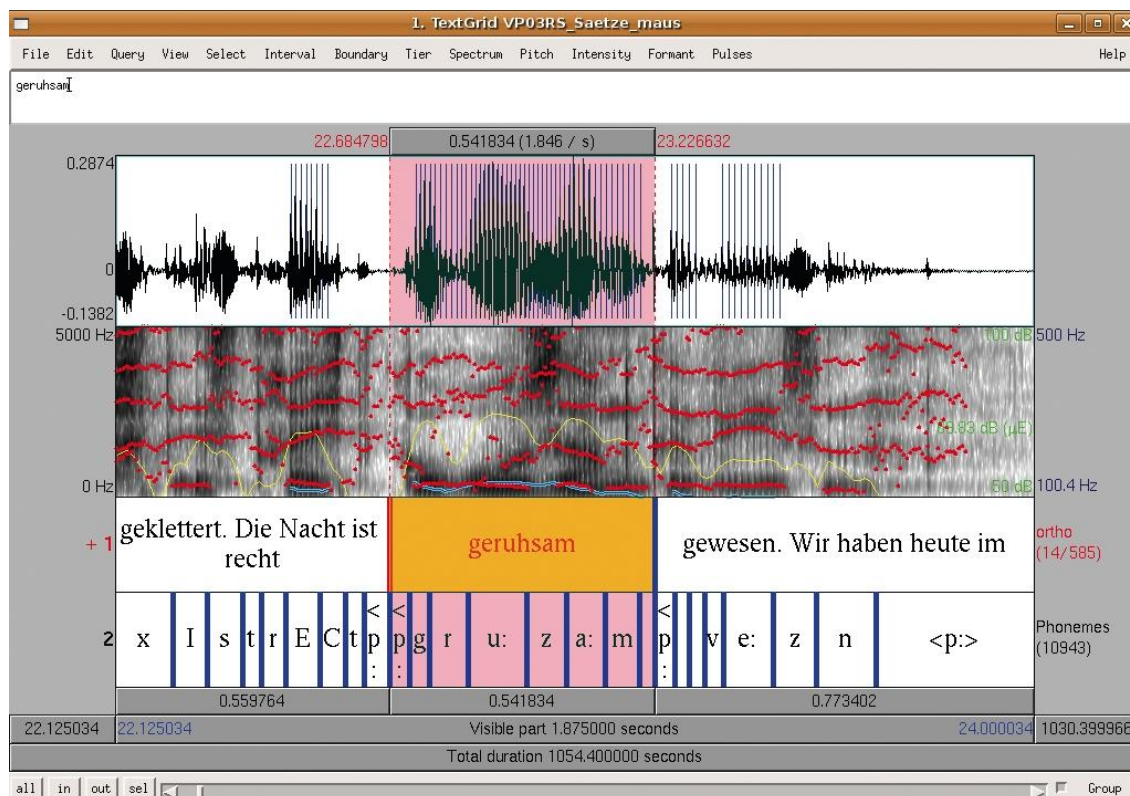 1. TextGrid VP03RS_Saetze_maus
File Edit Query View Select Interval Boundary Tier Spectrum Pitch Intensity Formant Pulses Help
geruhsam
22.684798 0.541834 (1.846 / s) 23.226632
0.2874
0
-0.1382
5000 Hz 100 dB 500 Hz
.83 dB (µE)
0 Hz 50 dB 100.4 Hz
geklettert. Die Nacht ist
recht
+ 1 geruhsam gewesen. Wir haben heute im ortho
(14/585)
2 x I s t r E C t <p: <p: g r u: z a: m <p: v e: z n <p:> Phonemes
(10943)
0.559764 0.541834 0.773402
22.125034 22.125034 Visible part 1.875000 seconds 24.000034 1030.399966
Total duration 1054.400000 seconds
all in out sel Group